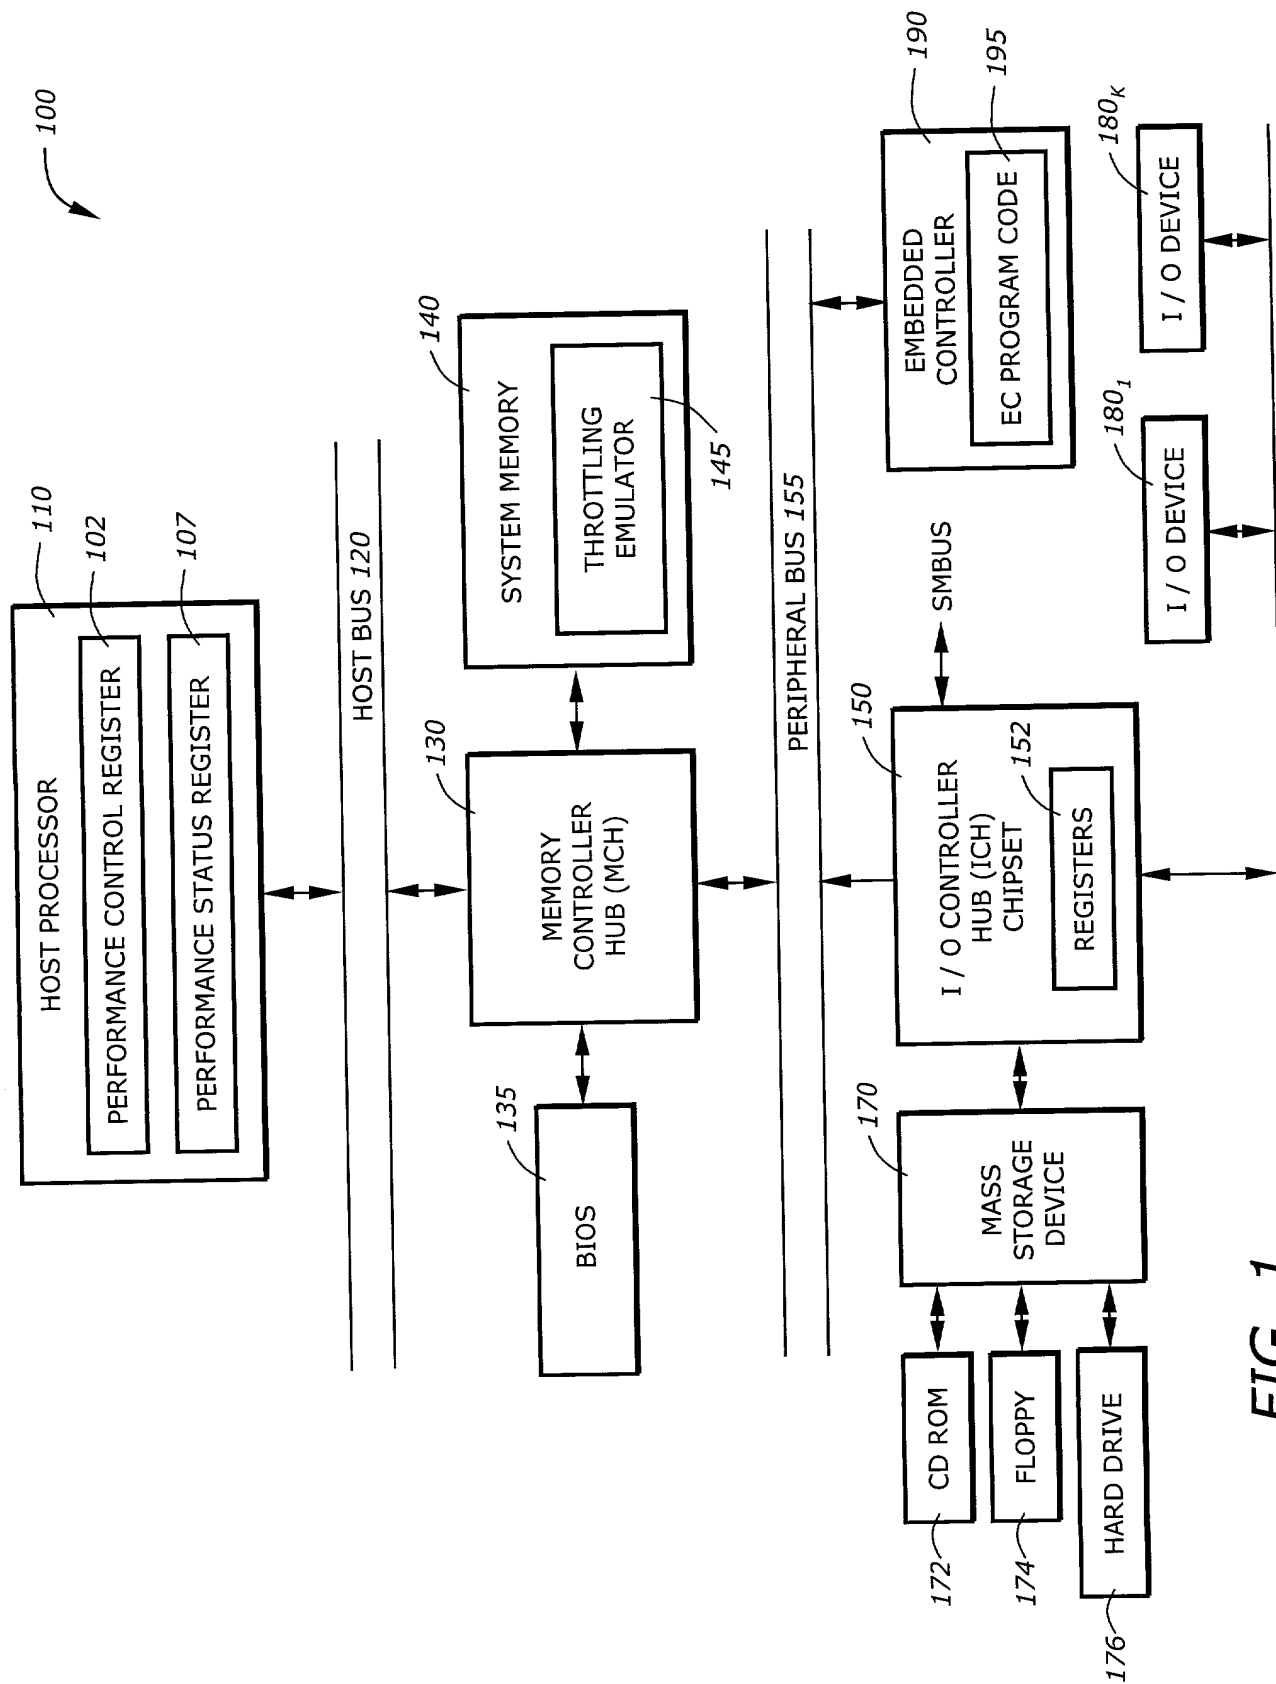 100
110
HOST PROCESSOR
102
PERFORMANCE CONTROL REGISTER
107
PERFORMANCE STATUS REGISTER
HOST BUS 120
135
BIOS
130
MEMORY
CONTROLLER
HUB (MCH)
140
SYSTEM MEMORY
THROTTLING
EMULATOR
145
PERIPHERAL BUS 155
172
CD ROM
174
FLOPPY
176
HARD DRIVE
170
MASS
STORAGE
DEVICE
150
I / O CONTROLLER
HUB (ICH)
CHIPSET
152
REGISTERS
SMBUS
190
EMBEDDED
CONTROLLER
195
EC PROGRAM CODE
180₁
I / O DEVICE
180K
I / O DEVICE
FIG. 1